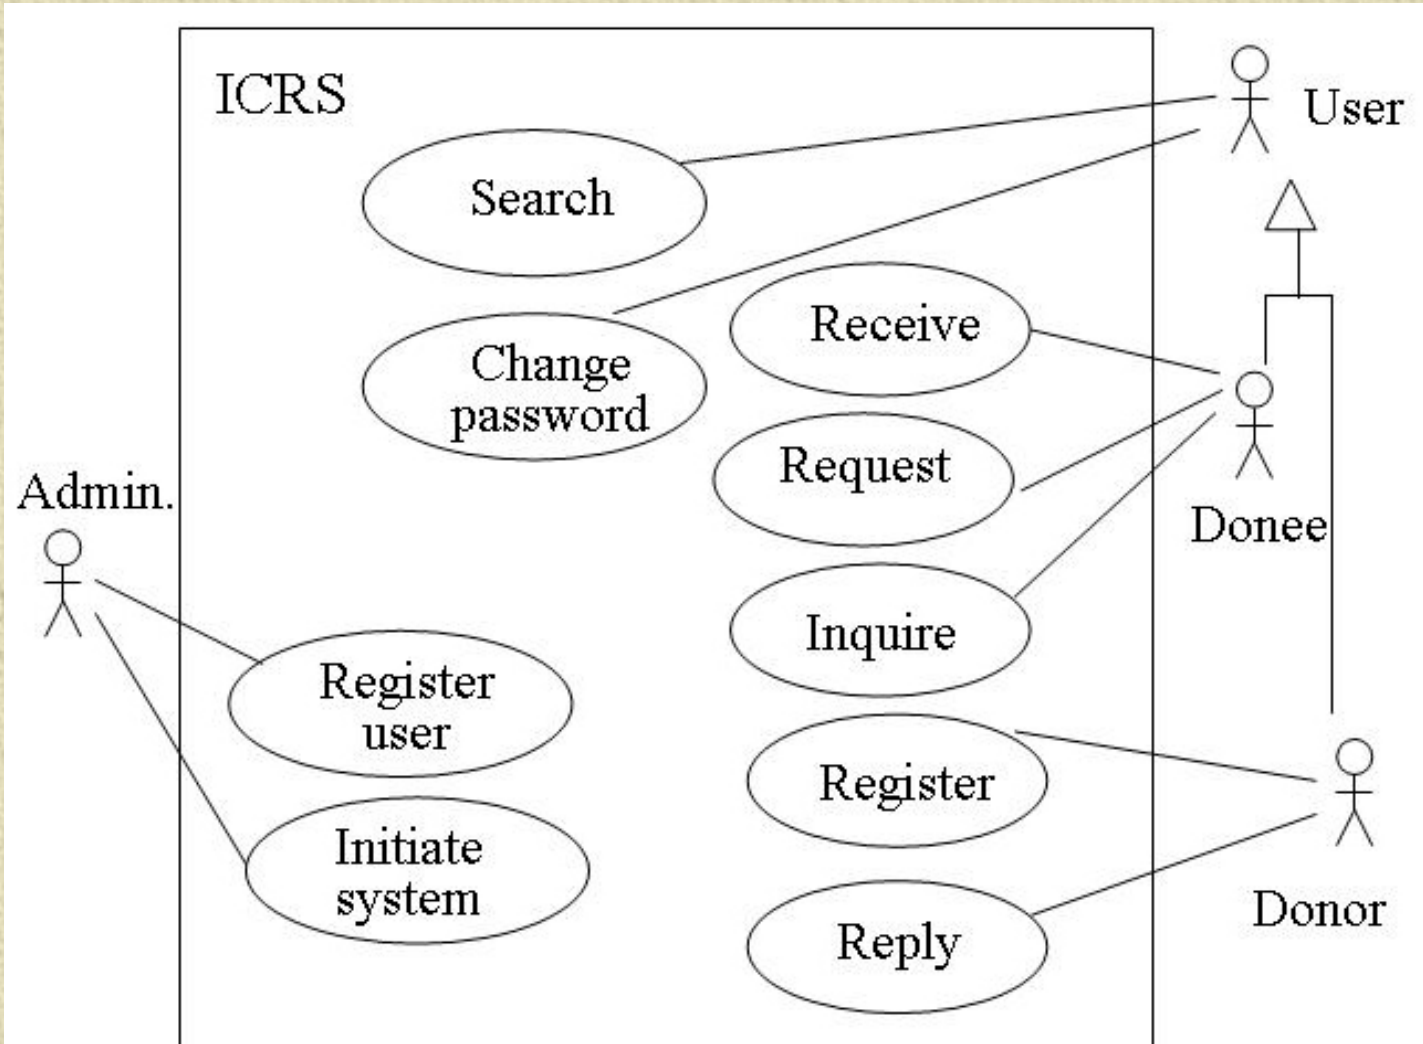 ICRS
User
Search
Receive
Change
password
Request
Admin.
Donee
Inquire
Register
user
Register
Initiate
system
Donor
Reply